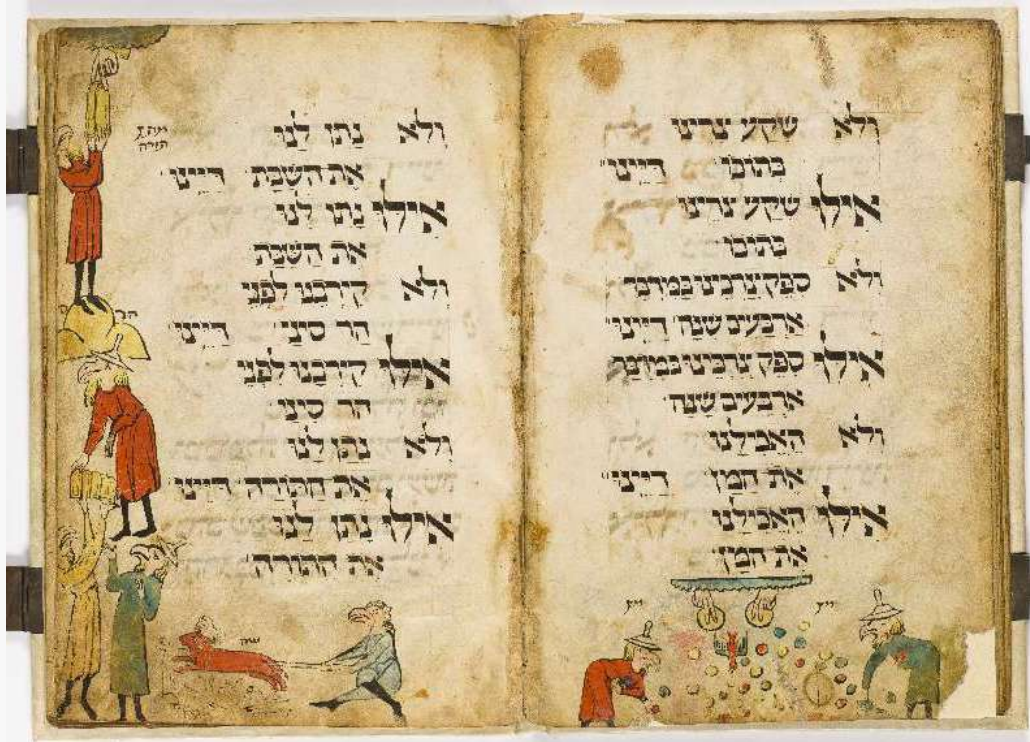 ולא שקע צרינו
בתוכו דיינו
אילו שקע צרינו
בתוכו
ולא ספק צרכינו במדבר
ארבעים שנה דיינו
אילו ספק צרכינו במדבר
ארבעים שנה
ולא האכילנו
את המן דיינו
אילו האכילנו
את המן
ולא נתן לנו
את השבת דיינו
אילו נתן לנו
את השבת
ולא קירבנו לפני
הר סיני דיינו
אילו קירבנו לפני
הר סיני
ולא נתן לנו
את התורה דיינו
אילו נתן לנו
את התורה
תורה
הר